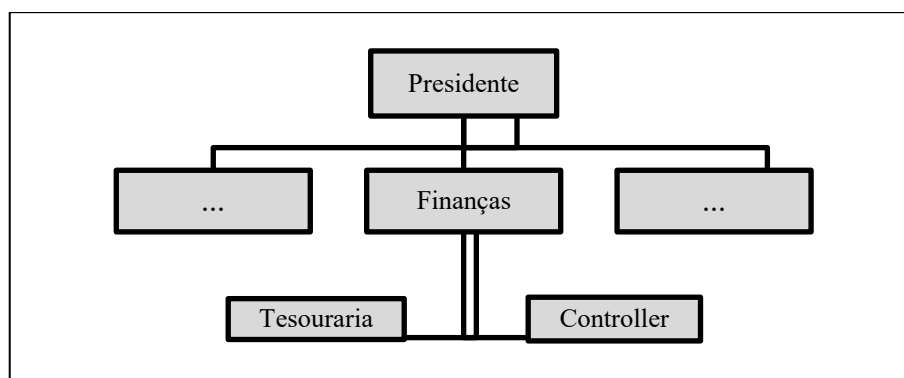 Presidente
...
Finanças
...
Tesouraria
Controller